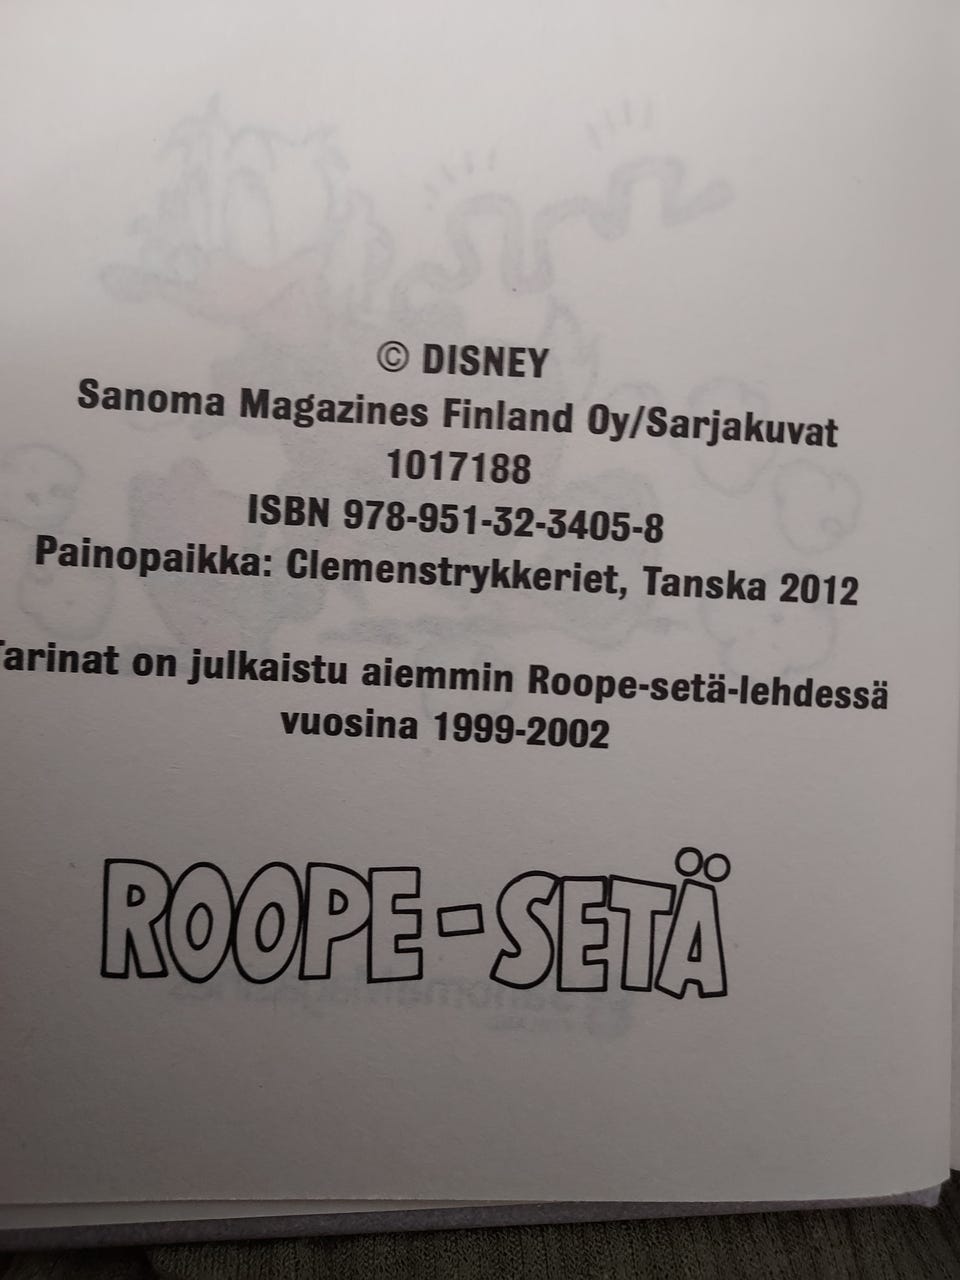 © DISNEY
Sanoma Magazines Finland Oy/Sarjakuvat
1017188
ISBN 978-951-32-3405-8
Painopaikka: Clemenstrykkeriet, Tanska 2012
Tarinat on julkaistu aiemmin Roope-setä-lehdessä
vuosina 1999-2002
ROOPE-SETÄ